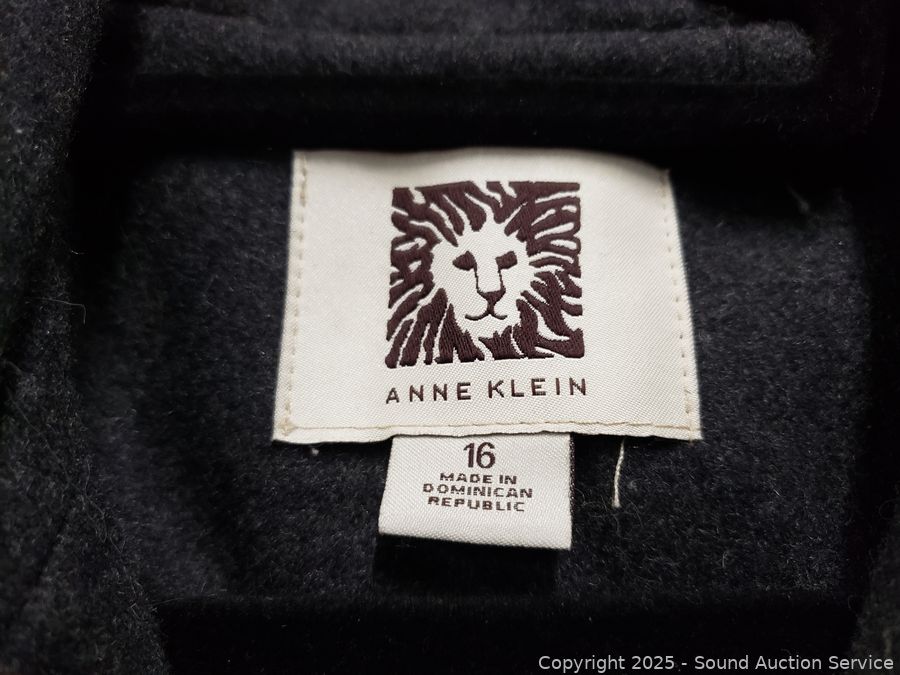 ANNE KLEIN
16
MADE IN
DOMINICAN
REPUBLIC
Copyright 2025 - Sound Auction Service